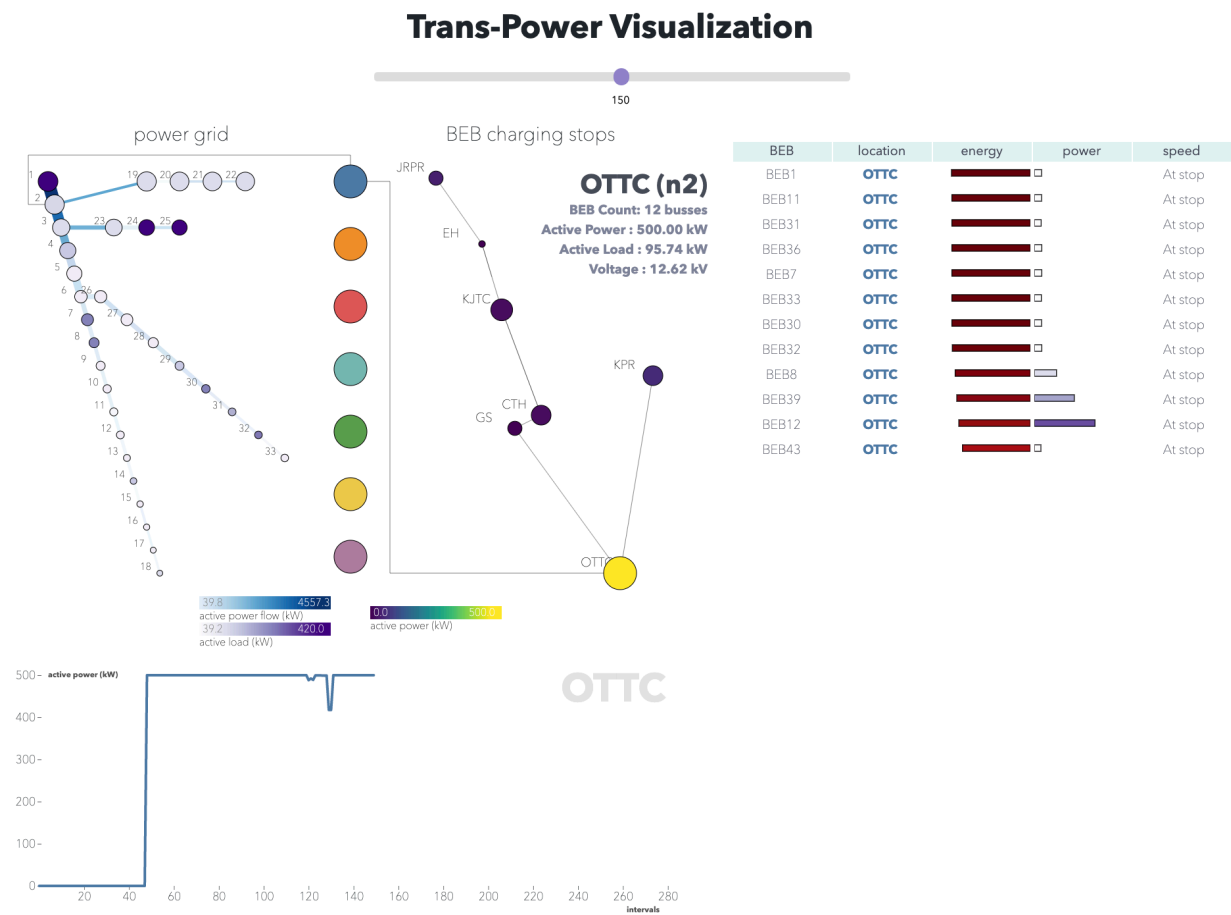 Trans-Power Visualization
150
power grid
BEB charging stops
1
2
3
4
5
6
7
8
9
10
11
12
13
14
15
16
17
18
19
20
21
22
23
24
25
26
27
28
29
30
31
32
33
JRPR
EH
KJTC
CTH
GS
KPR
OTTC
OTTC (n2)
BEB Count: 12 busses
Active Power : 500.00 kW
Active Load : 95.74 kW
Voltage : 12.62 kV
BEB location energy power speed
BEB1 OTTC At stop
BEB11 OTTC At stop
BEB31 OTTC At stop
BEB36 OTTC At stop
BEB7 OTTC At stop
BEB33 OTTC At stop
BEB30 OTTC At stop
BEB32 OTTC At stop
BEB8 OTTC At stop
BEB39 OTTC At stop
BEB12 OTTC At stop
BEB43 OTTC At stop
39.8 4557.3
active power flow (kW)
39.2 420.0
active load (kW)
0.0 500.0
active power (kW)
OTTC
active power (kW)
500
400
300
200
100
0
20 40 60 80 100 120 140 160 180 200 220 240 260 280
intervals